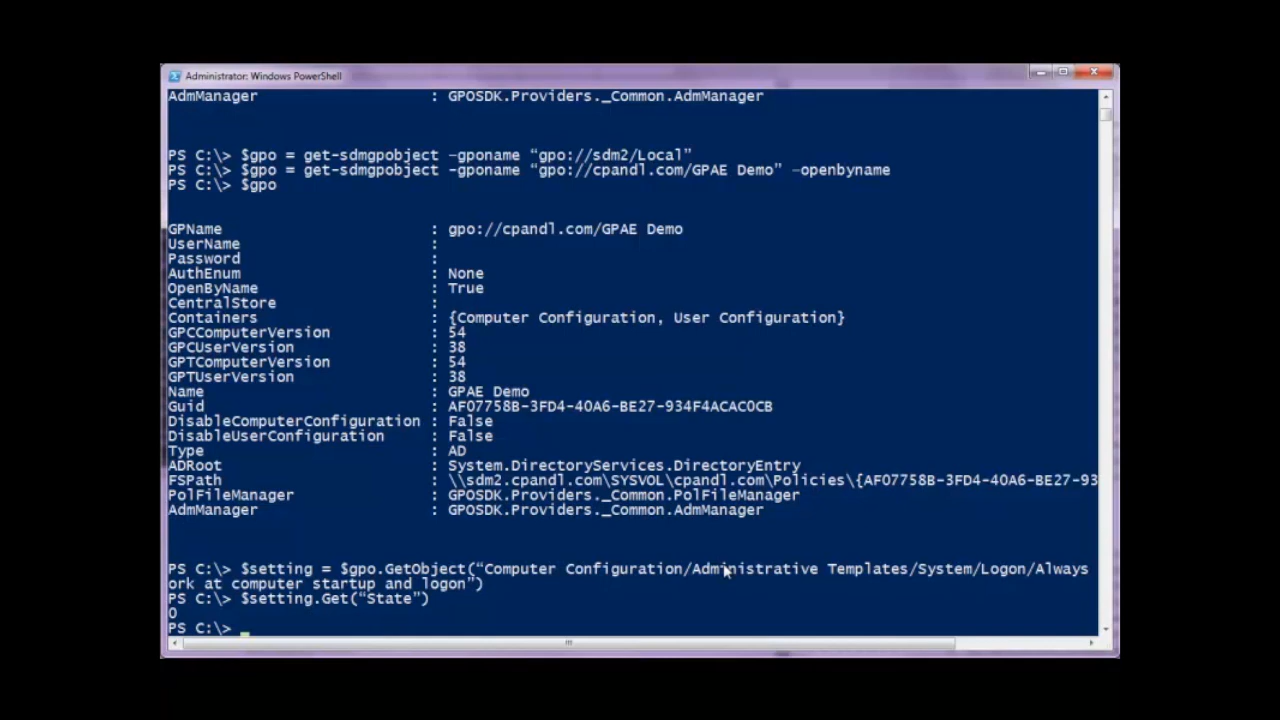 Administrator: Windows PowerShell
AdmManager : GPOSDK.Providers._Common.AdmManager
PS C:\> $gpo = get-sdmgpobject -gponame “gpo://sdm2/Local”
PS C:\> $gpo = get-sdmgpobject -gponame “gpo://cpandl.com/GPAE Demo” -openbyname
PS C:\> $gpo
GPName : gpo://cpandl.com/GPAE Demo
UserName :
Password :
AuthEnum : None
OpenByName : True
CentralStore :
Containers : {Computer Configuration, User Configuration}
GPCComputerVersion : 54
GPCUserVersion : 38
GPTComputerVersion : 54
GPTUserVersion : 38
Name : GPAE Demo
Guid : AF07758B-3FD4-40A6-BE27-934F4ACAC0CB
DisableComputerConfiguration : False
DisableUserConfiguration : False
Type : AD
ADRoot : System.DirectoryServices.DirectoryEntry
FSPath : \\sdm2.cpandl.com\SYSVOL\cpandl.com\Policies\{AF07758B-3FD4-40A6-BE27-93
PolFileManager : GPOSDK.Providers._Common.PolFileManager
AdmManager : GPOSDK.Providers._Common.AdmManager
PS C:\> $setting = $gpo.GetObject(“Computer Configuration/Administrative Templates/System/Logon/Always
ork at computer startup and logon”)
PS C:\> $setting.Get(“State”)
0
PS C:\>